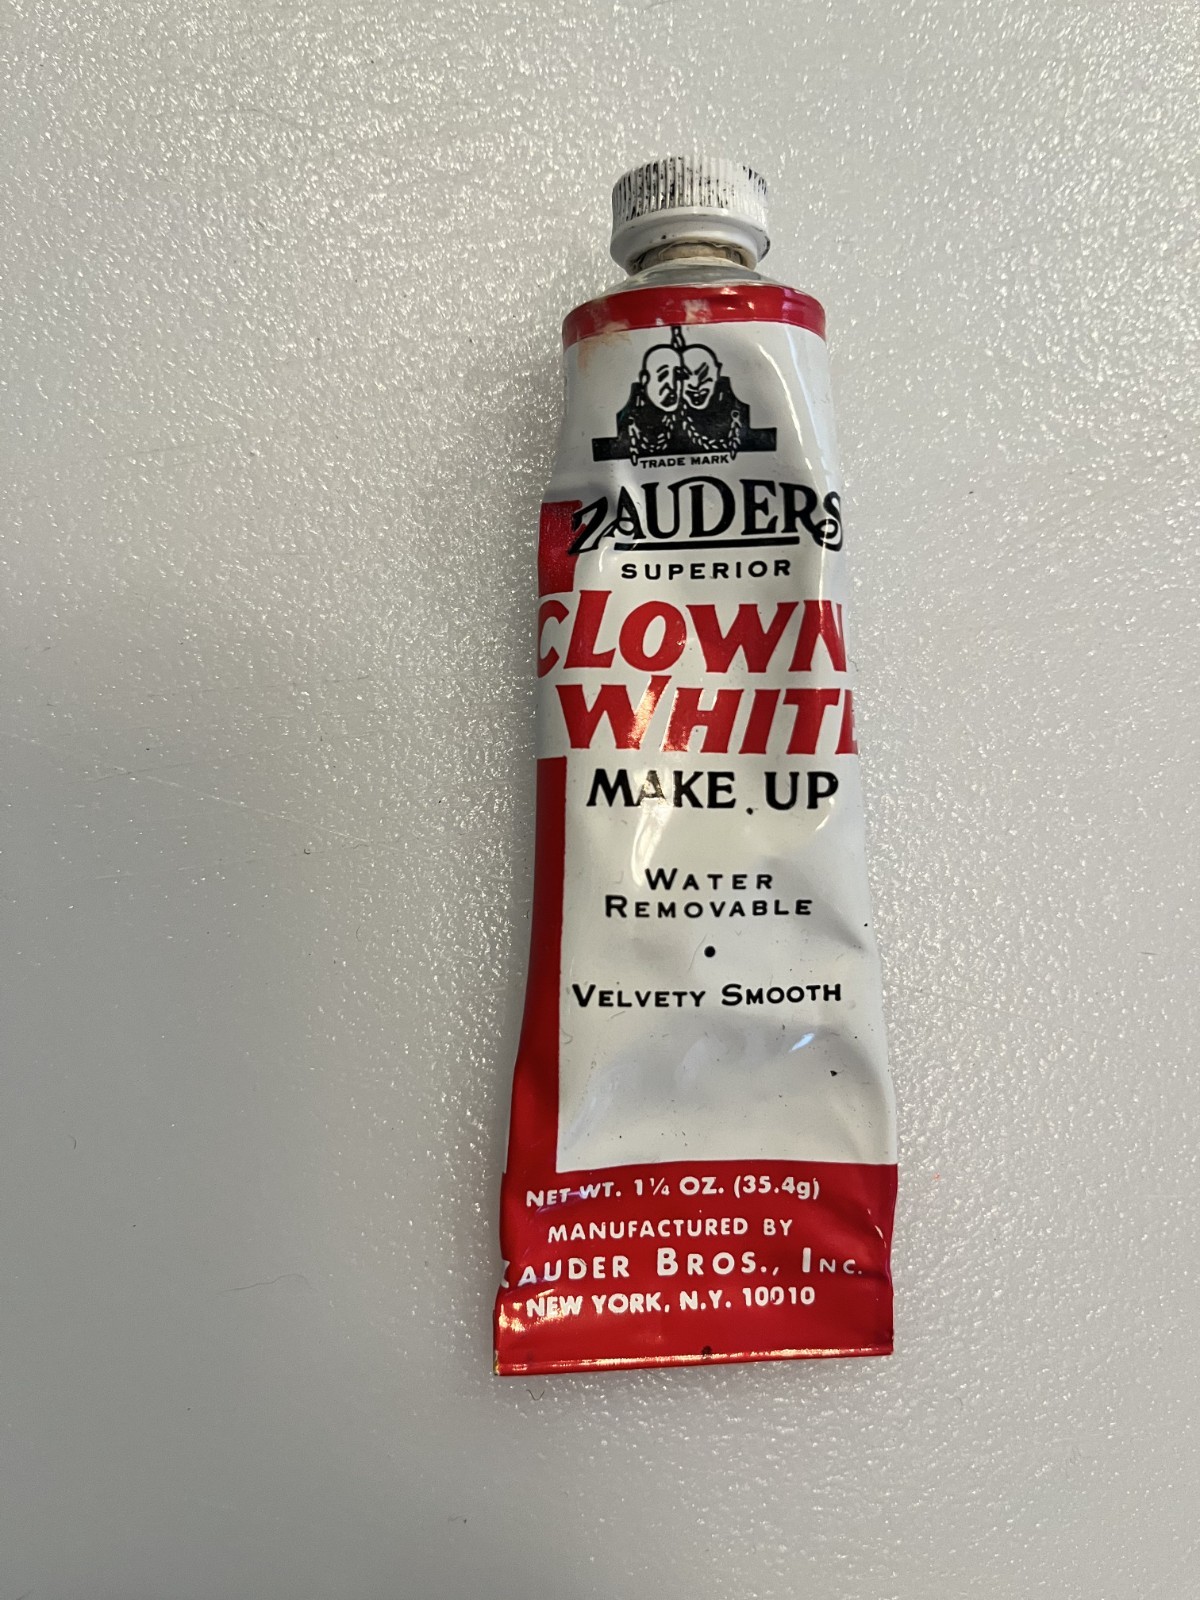 TRADE MARK
ZAUDERS
SUPERIOR
CLOWN
WHITE
MAKE UP
WATER
REMOVABLE
•
VELVETY SMOOTH
NET WT. 1¼ OZ. (35.4g)
MANUFACTURED BY
ZAUDER BROS., INC.
NEW YORK, N.Y. 10010